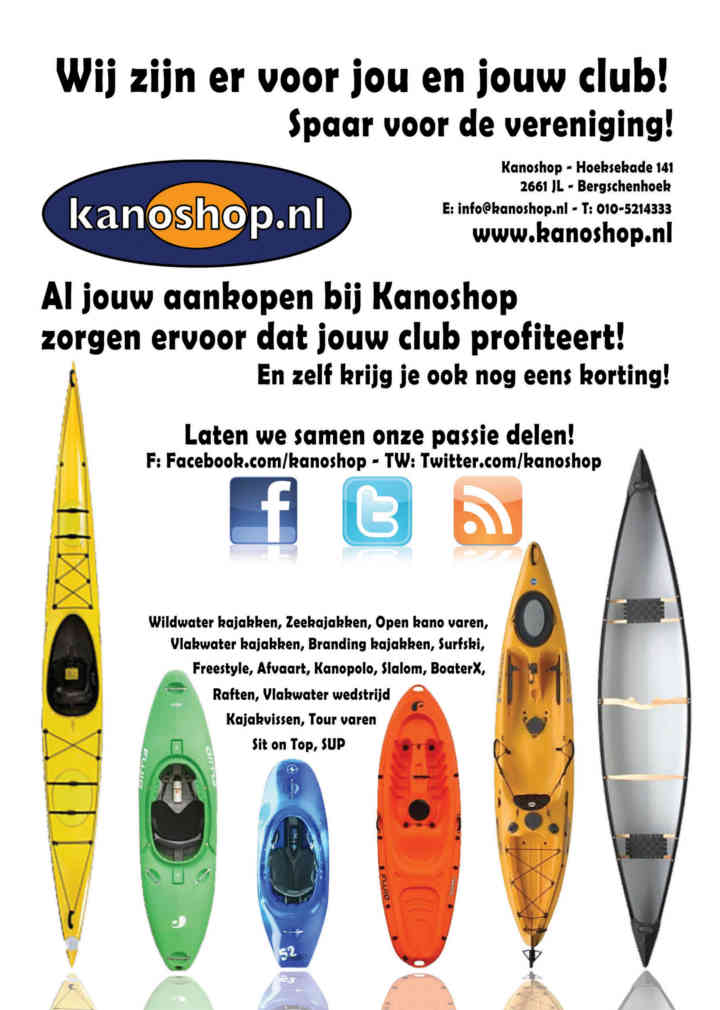 Wij zijn er voor jou en jouw club!
Spaar voor de vereniging!
Kanoshop - Hoeksekade 141
2661 JL - Bergschenhoek
E: info@kanoshop.nl - T: 010-5214333
www.kanoshop.nl
kanoshop.nl
Al jouw aankopen bij Kanoshop
zorgen ervoor dat jouw club profiteert!
En zelf krijg je ook nog eens korting!
Laten we samen onze passie delen!
F: Facebook.com/kanoshop - TW: Twitter.com/kanoshop
Wildwater kajakken, Zeekajakken, Open kano varen,
Vlakwater kajakken, Branding kajakken, Surfski,
Freestyle, Afvaart, Kanopolo, Slalom, BoaterX,
Raften, Vlakwater wedstrijd
Kajakvissen, Tour varen
Sit on Top, SUP
FLUID
FLUID
52
FLUID